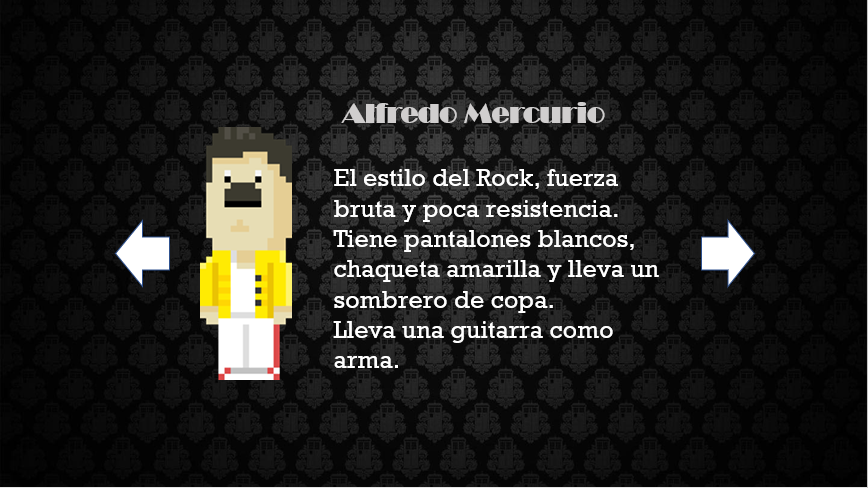 Alfredo Mercurio
El estilo del Rock, fuerza
bruta y poca resistencia.
Tiene pantalones blancos,
chaqueta amarilla y lleva un
sombrero de copa.
Lleva una guitarra como
arma.